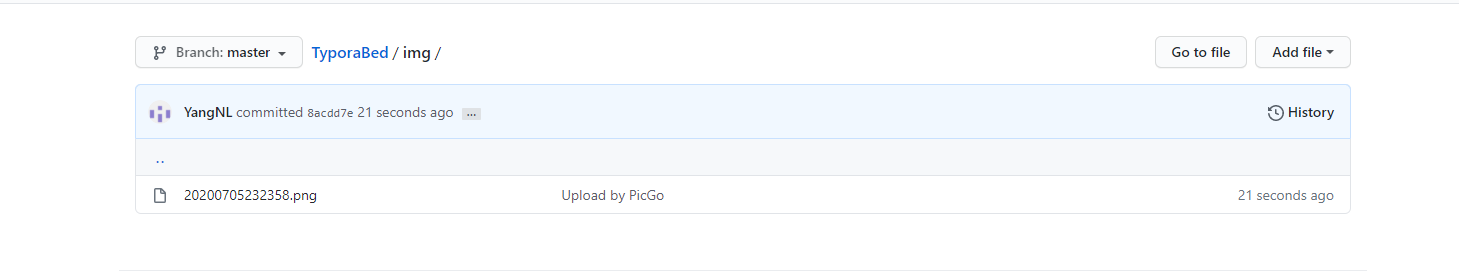 Branch: master TyporaBed / img / Go to file Add file
YangNL committed 8acdd7e 21 seconds ago ... History
..
20200705232358.png Upload by PicGo 21 seconds ago